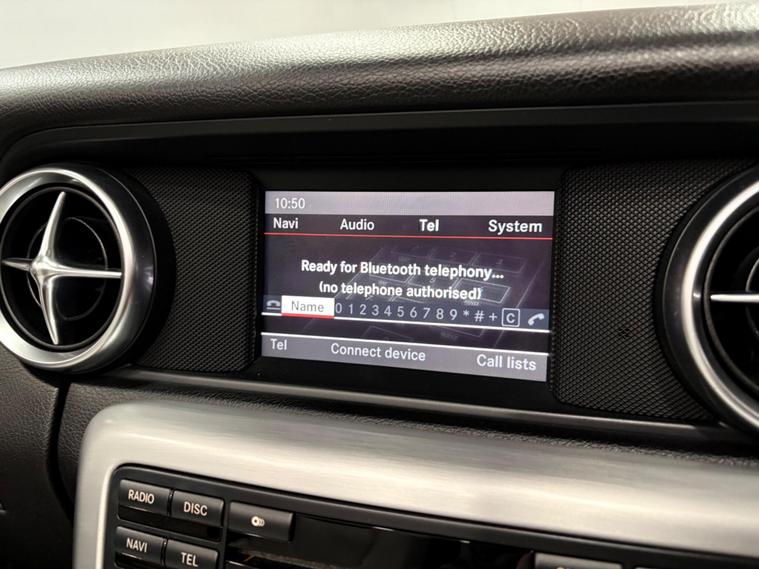 10:50
Navi Audio Tel System
Ready for Bluetooth telephony...
(no telephone authorised)
Name 0 1 2 3 4 5 6 7 8 9 * # + C
Tel Connect device Call lists
RADIO DISC
NAVI TEL